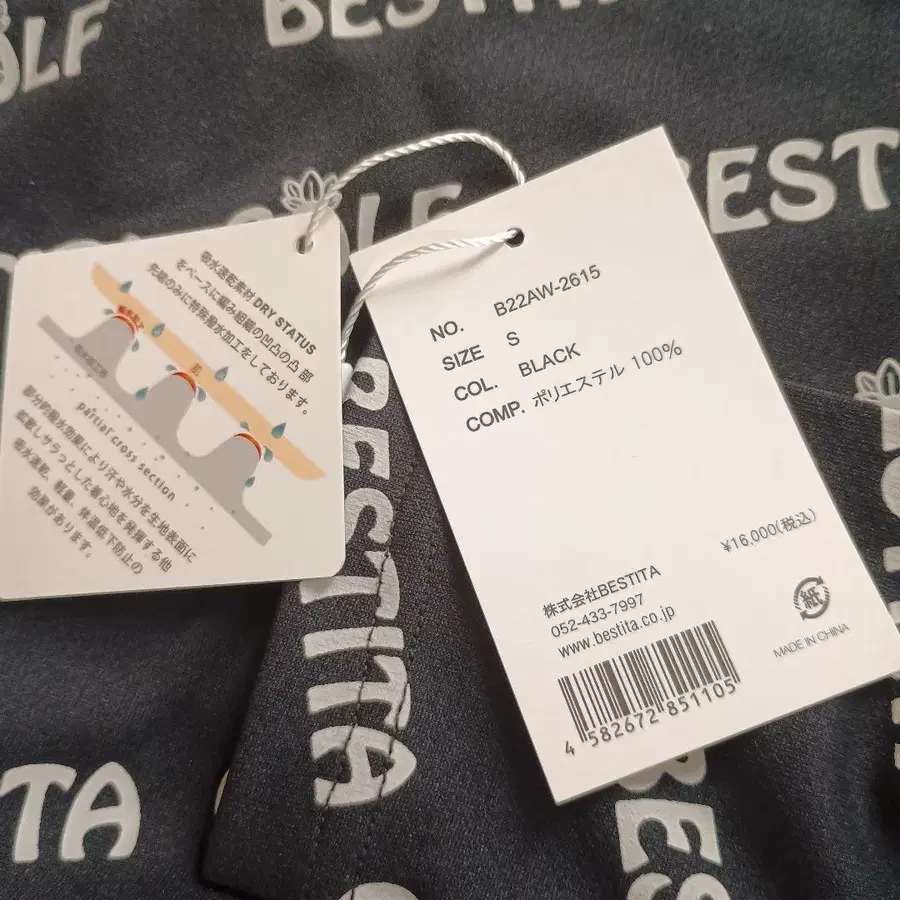 OLF
BESTITA
BEST
OLF
吸水速乾素材 DRY STATUS
をベースに編み組織の凹凸の凸部
先端のみに特殊撥水加工をしております。
肌
partial cross section
部分的撥水効果により汗や水分を生地表面に
拡散しサラっとした着心地を発揮する他
吸水速乾、軽量、体温低下防止の
効果があります。
NO. B22AW-2615
SIZE S
COL. BLACK
COMP. ポリエステル 100%
¥16,000(税込)
株式会社BESTITA
052-433-7997
www.bestita.co.jp
紙
MADE IN CHINA
4 582672 851105
BESTITA
BESTITA
TA
BES